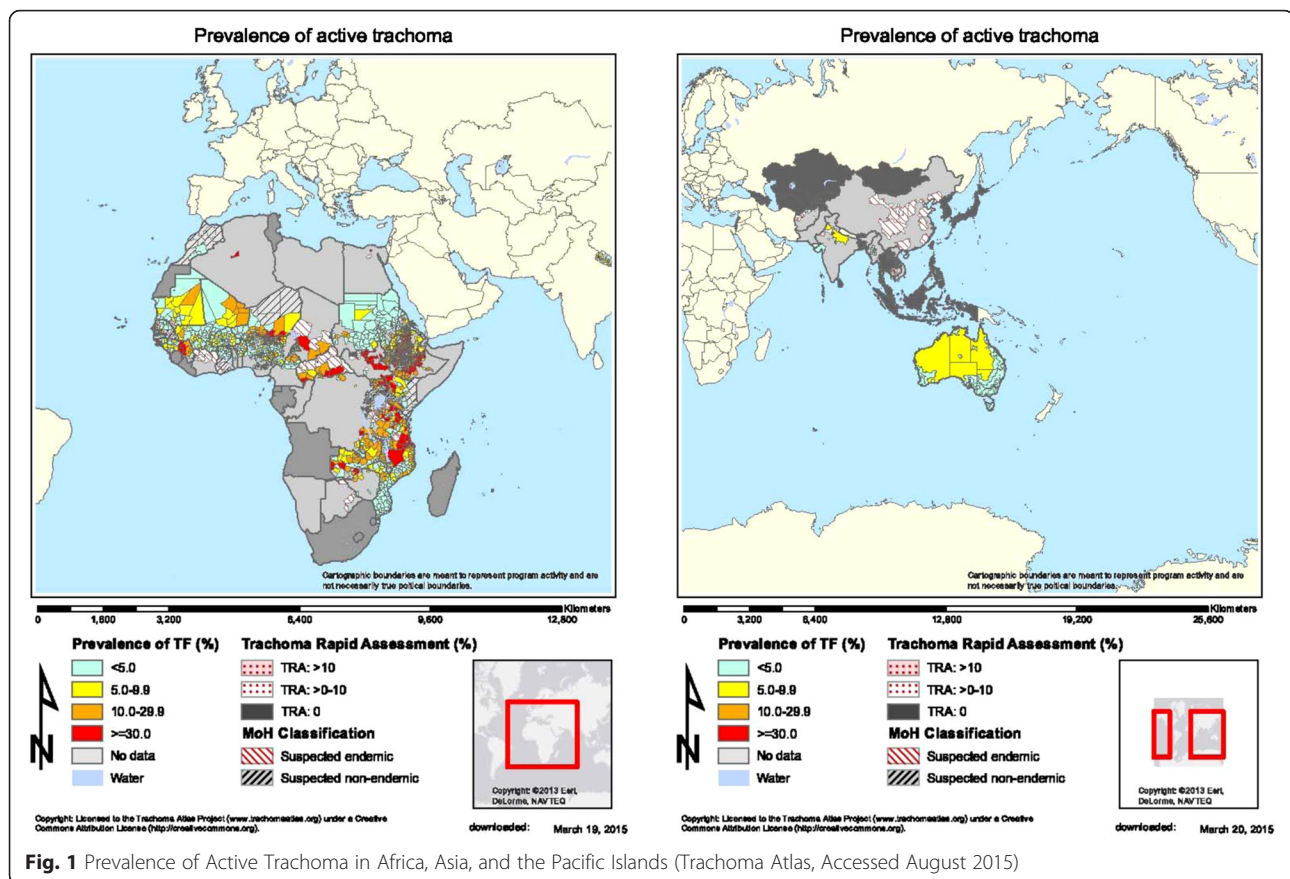 Prevalence of active trachoma
Cartographic boundaries are meant to represent program activity and are
not necessarily true political boundaries.
Kilometers
0 1,600 3,200 6,400 9,600 12,800
Prevalence of TF (%)
<5.0
5.0-9.9
10.0-29.9
>=30.0
No data
Water
Trachoma Rapid Assessment (%)
TRA: >10
TRA: >0-10
TRA: 0
MoH Classification
Suspected endemic
Suspected non-endemic
N
Copyright: ©2013 Esri,
DeLorme, NAVTEQ
Copyright: Licensed to the Trachoma Atlas Project (www.trachomaatlas.org) under a Creative
Commons Attribution License (http://creativecommons.org).
downloaded: March 19, 2015
Prevalence of active trachoma
Cartographic boundaries are meant to represent program activity and are
not necessarily true political boundaries.
Kilometers
0 3,200 6,400 12,800 19,200 25,600
Prevalence of TF (%)
<5.0
5.0-9.9
10.0-29.9
>=30.0
No data
Water
Trachoma Rapid Assessment (%)
TRA: >10
TRA: >0-10
TRA: 0
MoH Classification
Suspected endemic
Suspected non-endemic
N
Copyright: ©2013 Esri,
DeLorme, NAVTEQ
Copyright: Licensed to the Trachoma Atlas Project (www.trachomaatlas.org) under a Creative
Commons Attribution License (http://creativecommons.org).
downloaded: March 20, 2015
Fig. 1 Prevalence of Active Trachoma in Africa, Asia, and the Pacific Islands (Trachoma Atlas, Accessed August 2015)